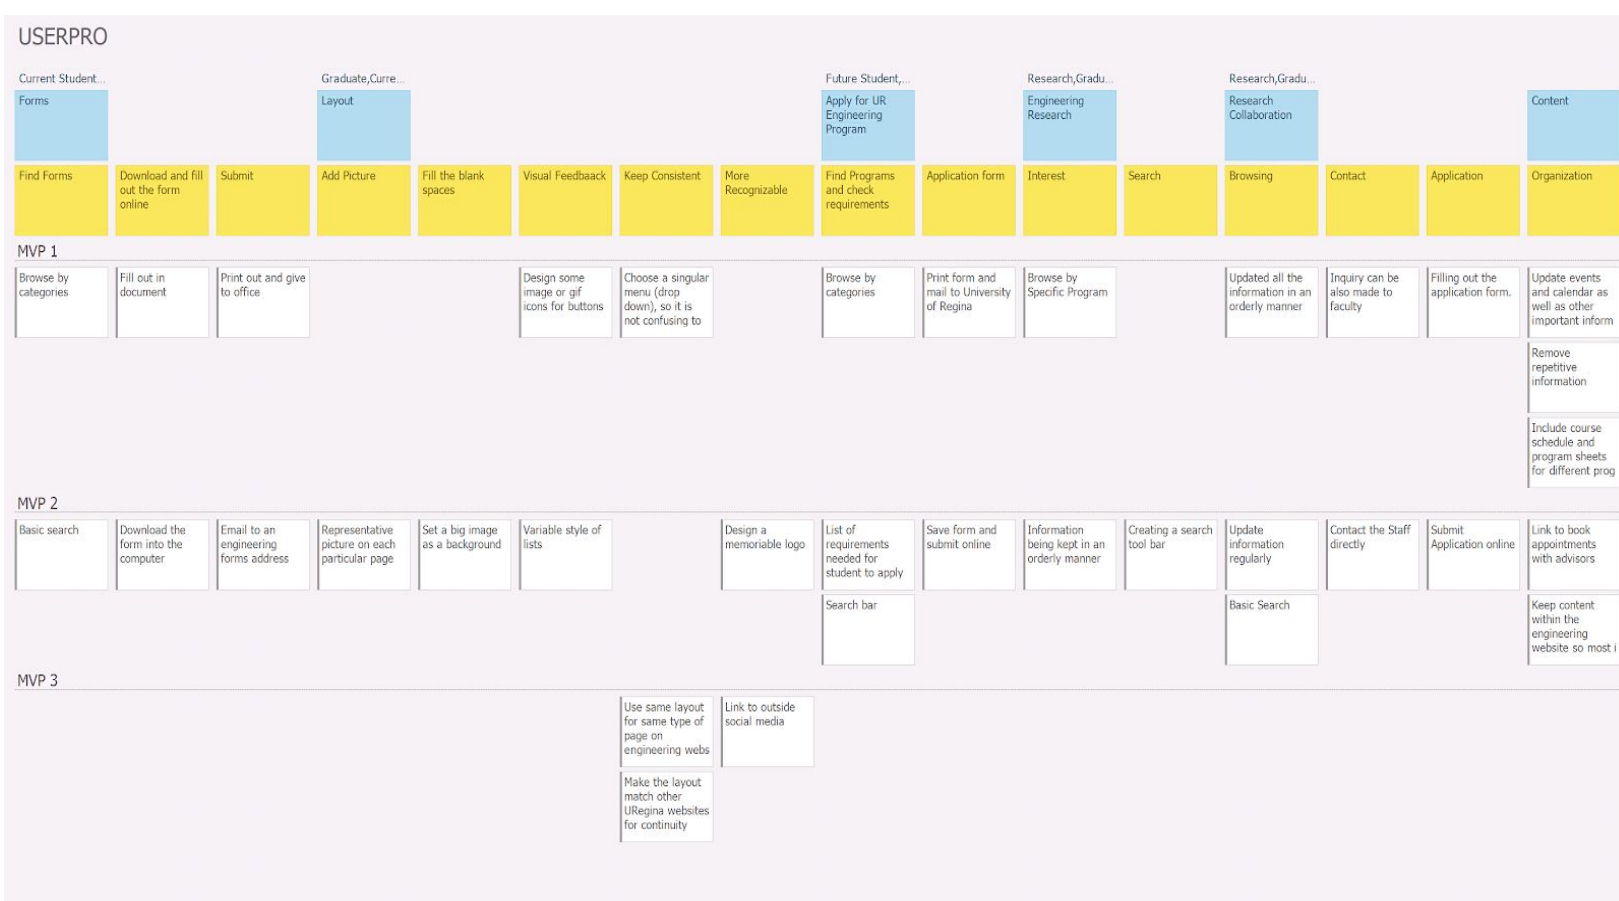 USERPRO
Current Student...
Graduate,Curre...
Future Student,...
Research,Gradu...
Research,Gradu...
Forms
Layout
Apply for UR
Engineering
Program
Engineering
Research
Research
Collaboration
Content
Find Forms
Download and fill
out the form
online
Submit
Add Picture
Fill the blank
spaces
Visual Feedbaack
Keep Consistent
More
Recognizable
Find Programs
and check
requirements
Application form
Interest
Search
Browsing
Contact
Application
Organization
MVP 1
Browse by
categories
Fill out in
document
Print out and give
to office
Design some
image or gif
icons for buttons
Choose a singular
menu (drop
down), so it is
not confusing to
Browse by
categories
Print form and
mail to University
of Regina
Browse by
Specific Program
Updated all the
information in an
orderly manner
Inquiry can be
also made to
faculty
Filling out the
application form.
Update events
and calendar as
well as other
important inform
Remove
repetitive
information
Include course
schedule and
program sheets
for different prog
MVP 2
Basic search
Download the
form into the
computer
Email to an
engineering
forms address
Representative
picture on each
particular page
Set a big image
as a background
Variable style of
lists
Design a
memoriable logo
List of
requirements
needed for
student to apply
Save form and
submit online
Information
being kept in an
orderly manner
Creating a search
tool bar
Update
information
regularly
Contact the Staff
directly
Submit
Application online
Link to book
appointments
with advisors
Search bar
Basic Search
Keep content
within the
engineering
website so most i
MVP 3
Use same layout
for same type of
page on
engineering webs
Link to outside
social media
Make the layout
match other
URegina websites
for continuity